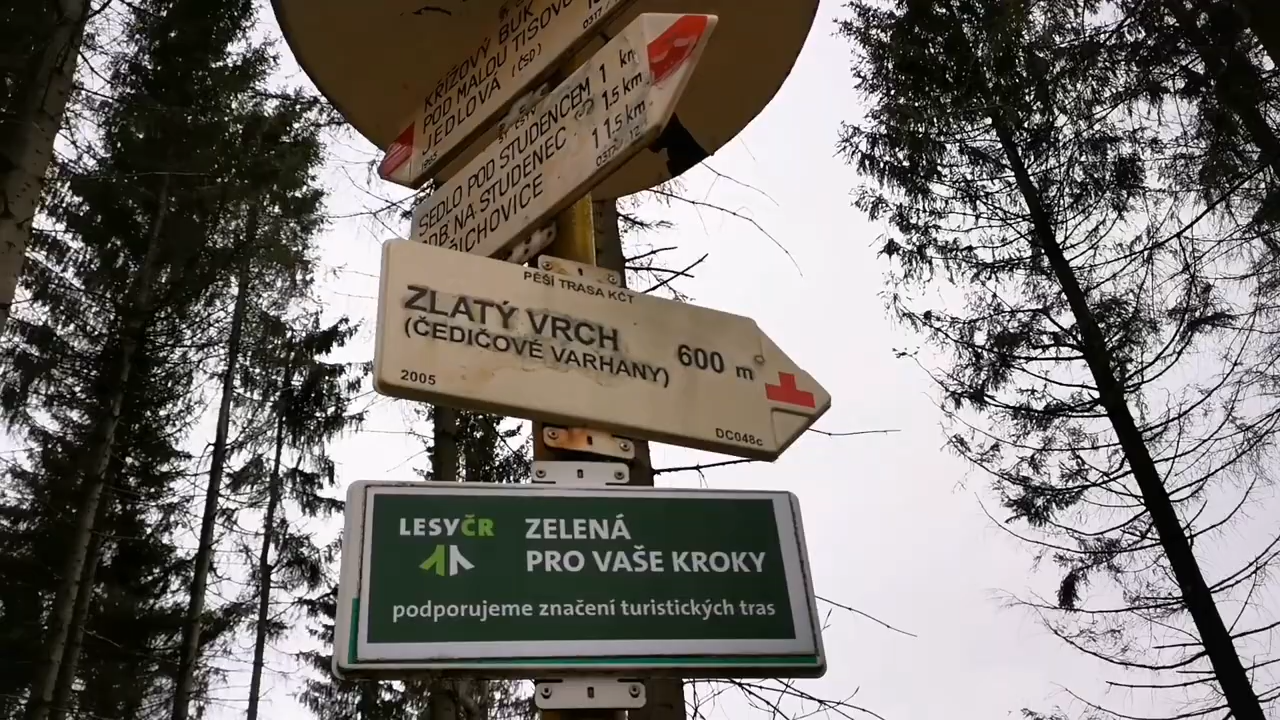 KŘÍŽOVÝ BUK
POD MALOU TISOVOU
JEDLOVÁ (ČSD)
1985
SEDLO POD STUDENCEM 1 km
ODB NA STUDENEC 1.5 km
11.5 km
PĚŠÍ TRASA KČT
ZLATÝ VRCH
(ČEDIČOVÉ VARHANY) 600 m
2005
DC048c
LESYČR
ZELENÁ
PRO VAŠE KROKY
podporujeme značení turistických tras